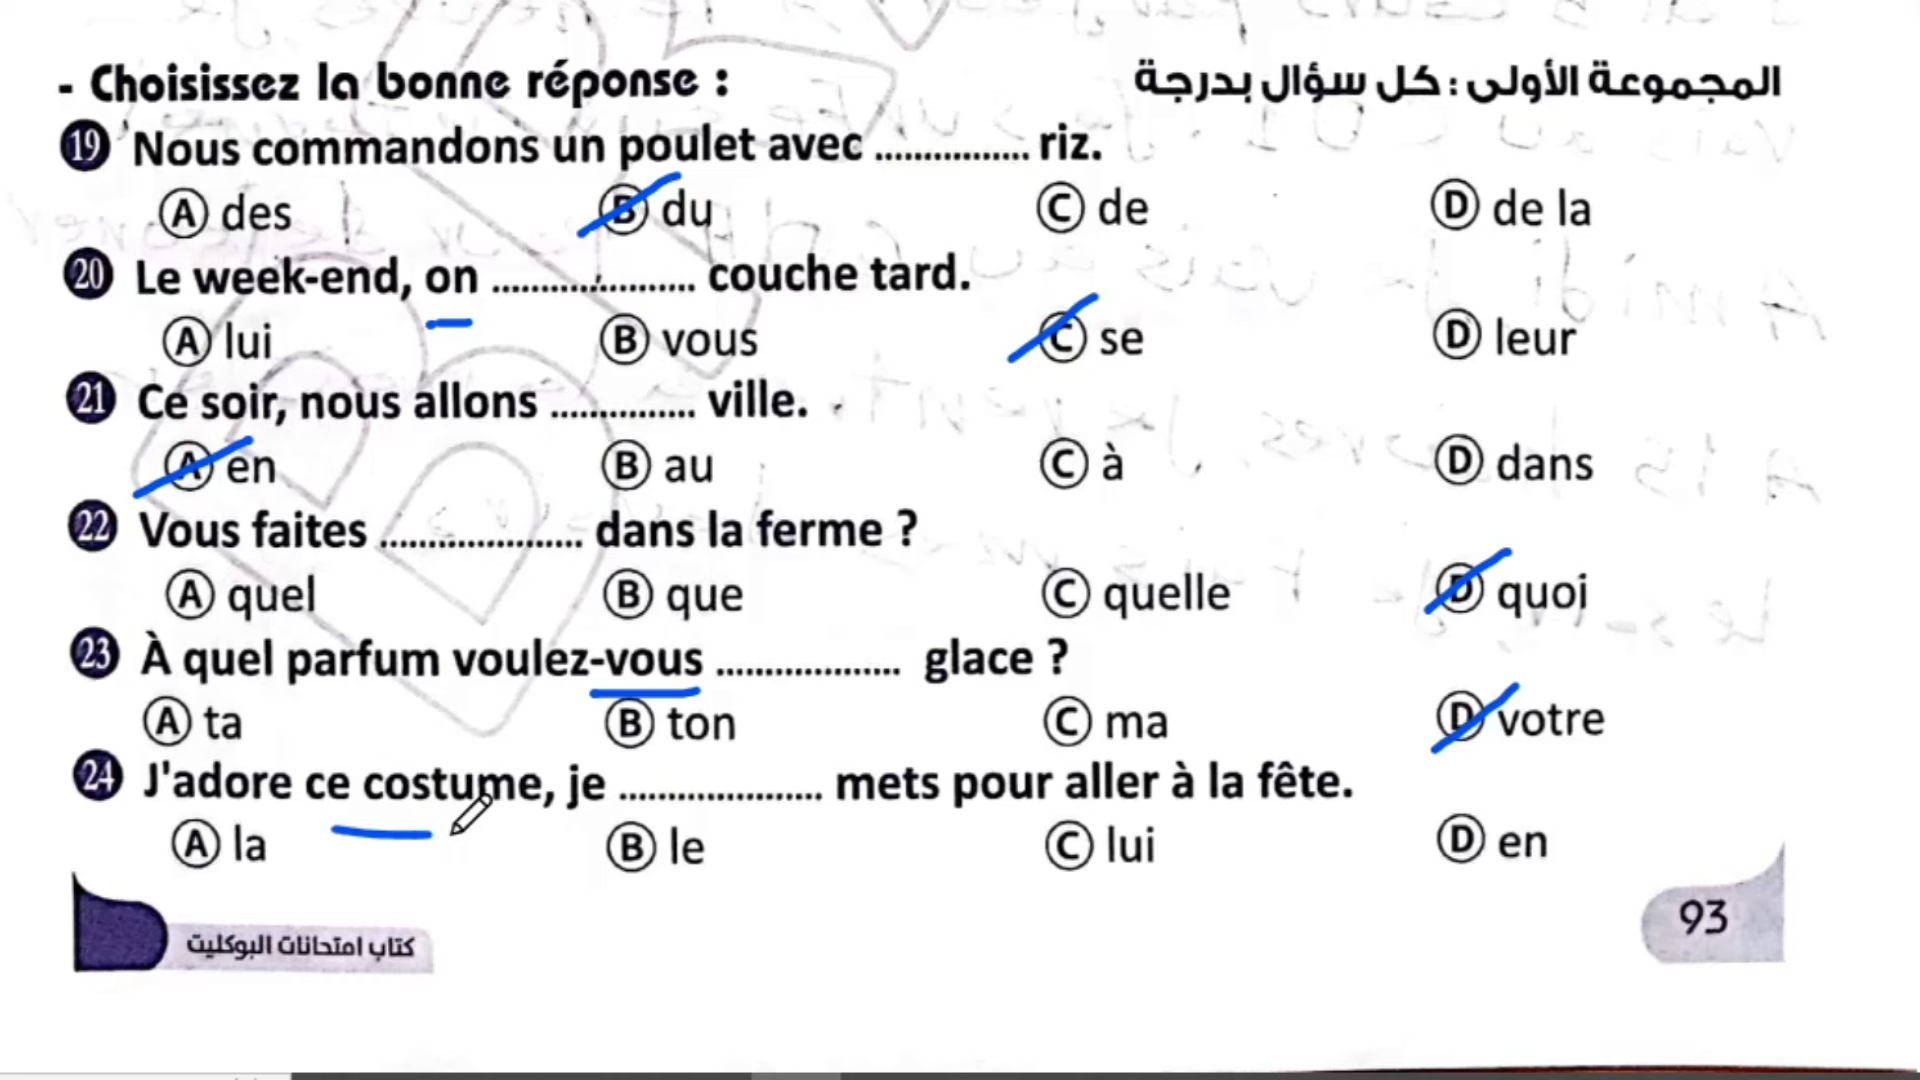 - Choisissez la bonne réponse : المجموعة الأولى : كل سؤال بدرجة
19 Nous commandons un poulet avec ................ riz.
A des B du C de D de la
20 Le week-end, on ..................... couche tard.
A lui B vous C se D leur
21 Ce soir, nous allons ............... ville.
A en B au C à D dans
22 Vous faites ..................... dans la ferme ?
A quel B que C quelle D quoi
23 À quel parfum voulez-vous ................... glace ?
A ta B ton C ma D votre
24 J'adore ce costume, je ..................... mets pour aller à la fête.
A la B le C lui D en
كتاب امتحانات البوكليت 93